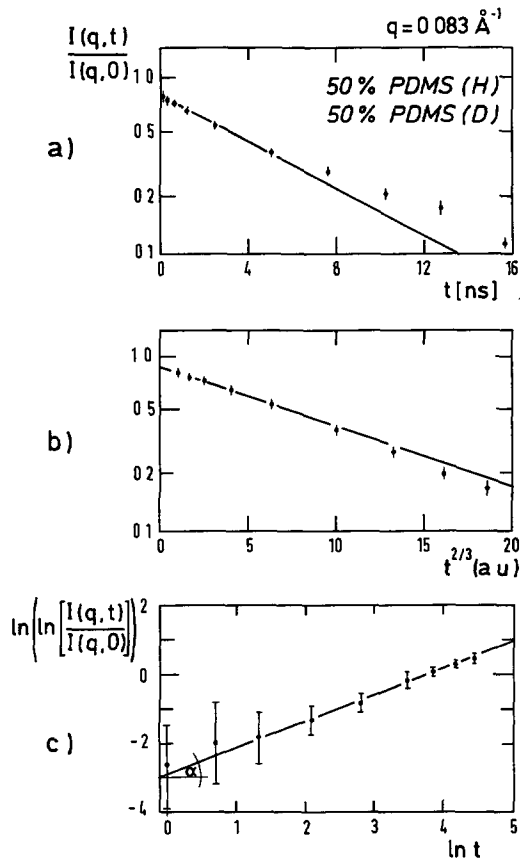 q = 0 083 Å⁻¹
I(q,t)
I(q,0)
50% PDMS (H)
50% PDMS (D)
a)
1 0
0 5
0 2
0 1
0 4 8 12 16
t [ns]
b)
1 0
0 5
0 2
0 1
0 5 10 15 20
t^2/3 (a u)
ln(ln[I(q,t)/I(q,0)])
c)
2
0
-2
-4
α
0 1 2 3 4 5
ln t